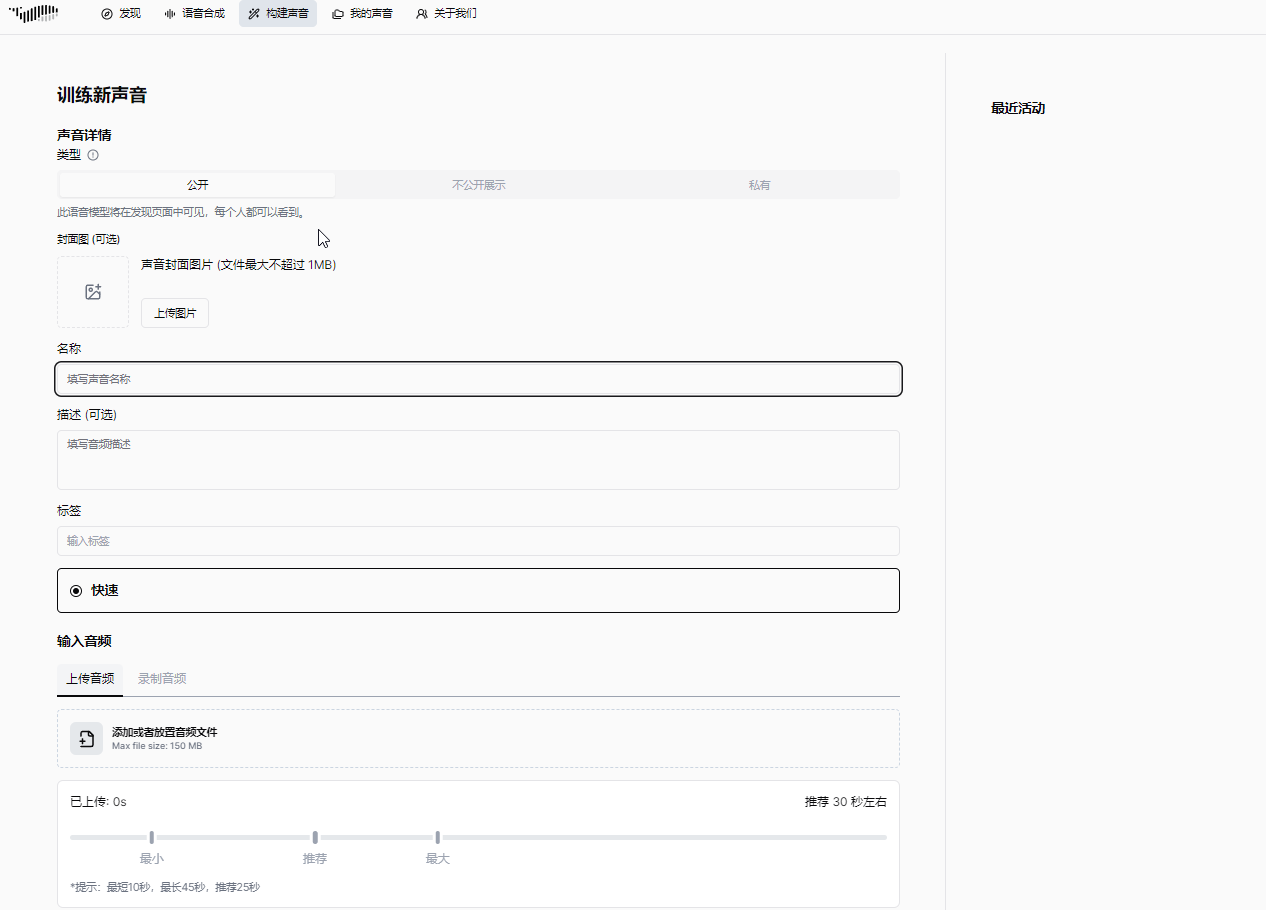 发现 语音合成 构建声音 我的声音 关于我们
训练新声音
最近活动
声音详情
类型
公开 不公开展示 私有
此语音模型将在发现页面中可见，每个人都可以看到。
封面图 (可选)
声音封面图片 (文件最大不超过 1MB)
上传图片
名称
填写声音名称
描述 (可选)
填写音频描述
标签
输入标签
快速
输入音频
上传音频 录制音频
添加或者放置音频文件
Max file size: 150 MB
已上传: 0s 推荐 30 秒左右
最小 推荐 最大
*提示：最短10秒，最长45秒，推荐25秒